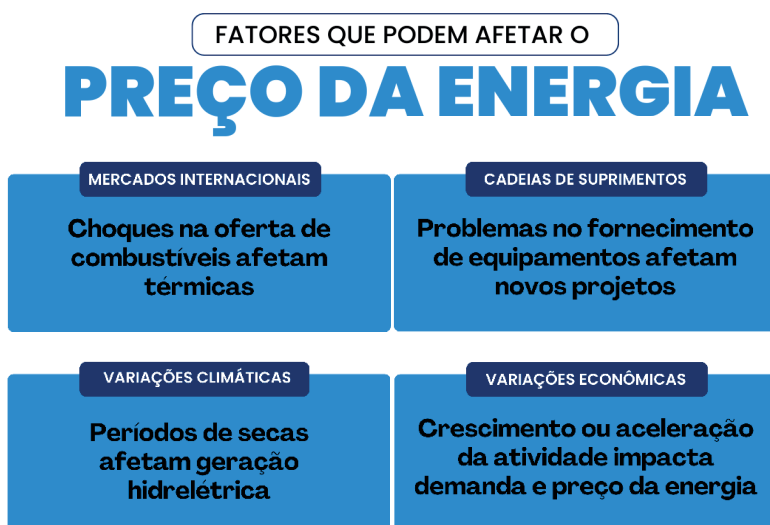 FATORES QUE PODEM AFETAR O
PREÇO DA ENERGIA
MERCADOS INTERNACIONAIS
Choques na oferta de
combustíveis afetam
térmicas
CADEIAS DE SUPRIMENTOS
Problemas no fornecimento
de equipamentos afetam
novos projetos
VARIAÇÕES CLIMÁTICAS
Períodos de secas
afetam geração
hidrelétrica
VARIAÇÕES ECONÔMICAS
Crescimento ou aceleração
da atividade impacta
demanda e preço da energia